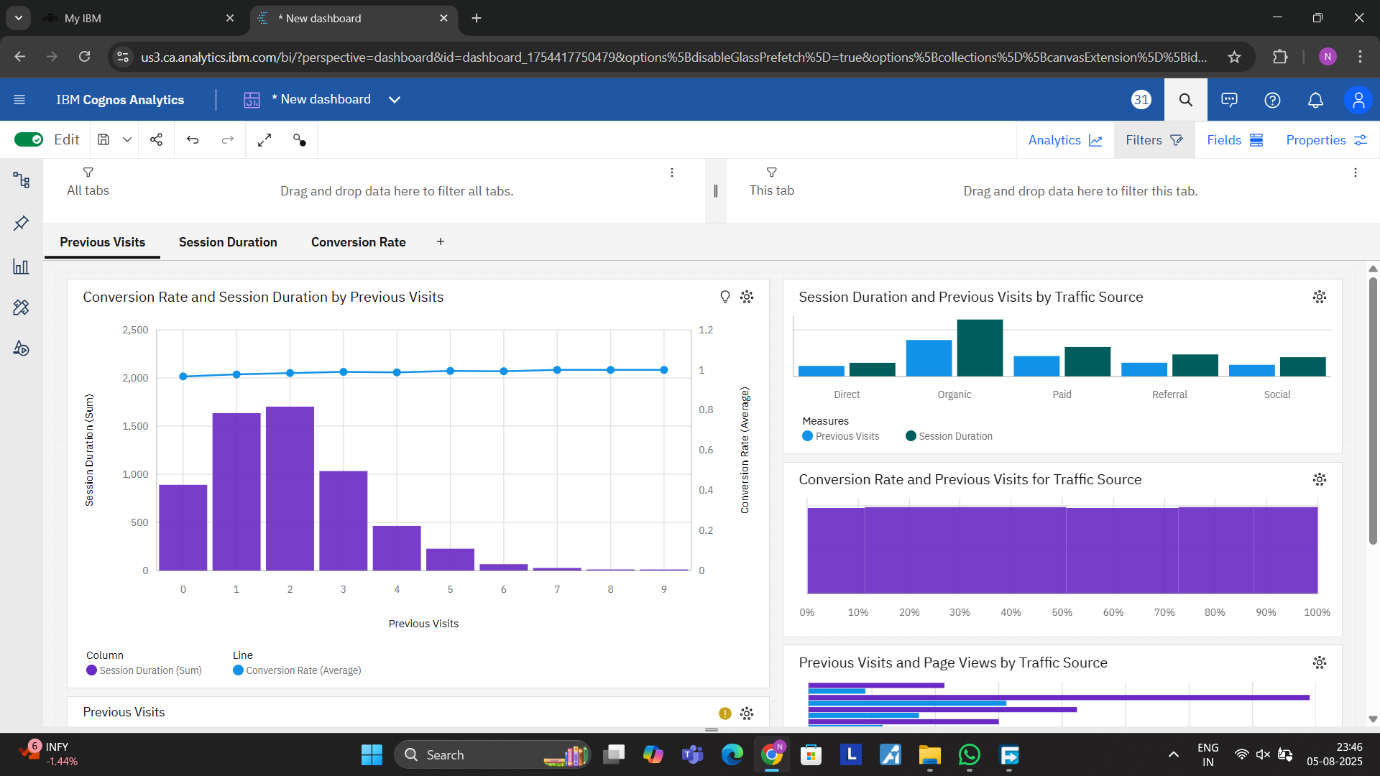 My IBM
* New dashboard
us3.ca.analytics.ibm.com/bi/?perspective=dashboard&id=dashboard_1754417750479&options%5BdisableGlassPrefetch%5D=true&options%5Bcollections%5D%5BcanvasExtension%5D%5Bid...
N
IBM Cognos Analytics
* New dashboard
31
Edit
Analytics
Filters
Fields
Properties
All tabs
Drag and drop data here to filter all tabs.
This tab
Drag and drop data here to filter this tab.
Previous Visits
Session Duration
Conversion Rate
+
Conversion Rate and Session Duration by Previous Visits
Session Duration (Sum)
2,500
2,000
1,500
1,000
500
0
1.2
1
0.8
0.6
0.4
0.2
0
Conversion Rate (Average)
0 1 2 3 4 5 6 7 8 9
Previous Visits
Column
Session Duration (Sum)
Line
Conversion Rate (Average)
Previous Visits
Session Duration and Previous Visits by Traffic Source
Direct Organic Paid Referral Social
Measures
Previous Visits Session Duration
Conversion Rate and Previous Visits for Traffic Source
0% 10% 20% 30% 40% 50% 60% 70% 80% 90% 100%
Previous Visits and Page Views by Traffic Source
6
INFY
-1.44%
Search
T
N
L
ENG
IN
23:46
05-08-2025